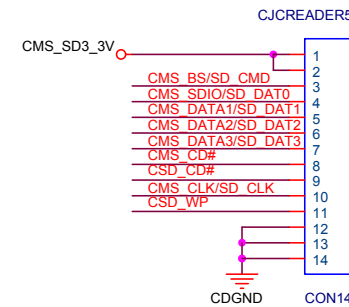 CJCREADER5
CMS_SD3_3V
1
2
CMS_BS/SD_CMD
3
CMS_SDIO/SD_DAT0
4
CMS_DATA1/SD_DAT1
5
CMS_DATA2/SD_DAT2
6
CMS_DATA3/SD_DAT3
7
CMS_CD#
8
CSD_CD#
9
CMS_CLK/SD_CLK
10
CSD_WP
11
12
13
14
CDGND
CON14